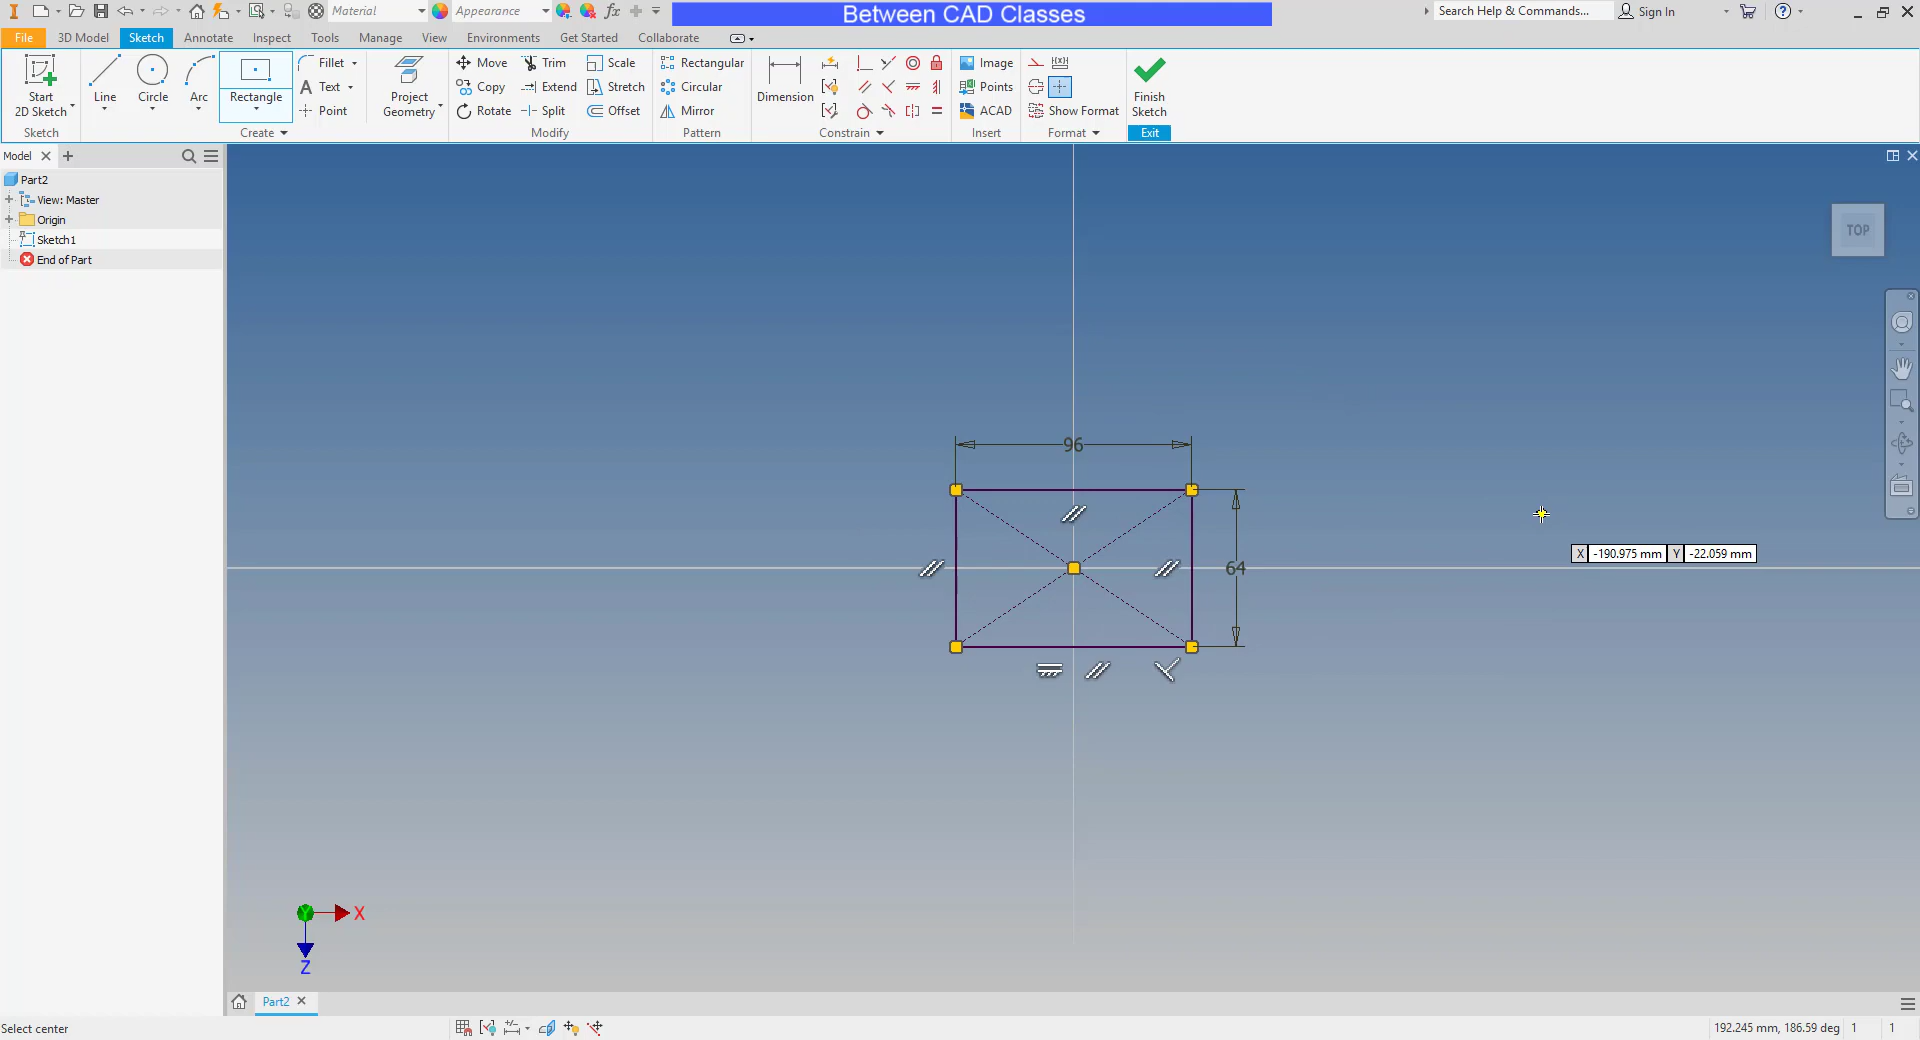 Material
Appearance
Between CAD Classes
Search Help & Commands...
Sign In
File
3D Model
Sketch
Annotate
Inspect
Tools
Manage
View
Environments
Get Started
Collaborate
Start
2D Sketch
Line
Circle
Arc
Rectangle
Fillet
Text
Point
Project
Geometry
Move
Copy
Rotate
Trim
Extend
Split
Scale
Stretch
Offset
Rectangular
Circular
Mirror
Dimension
Image
Points
ACAD
Show Format
Finish
Sketch
Sketch
Create
Modify
Pattern
Constrain
Insert
Format
Exit
Model
Part2
View: Master
Origin
Sketch1
End of Part
TOP
96
64
X -190.975 mm Y -22.059 mm
X
Y
Z
Part2
Select center
192.245 mm, 186.59 deg 1 1